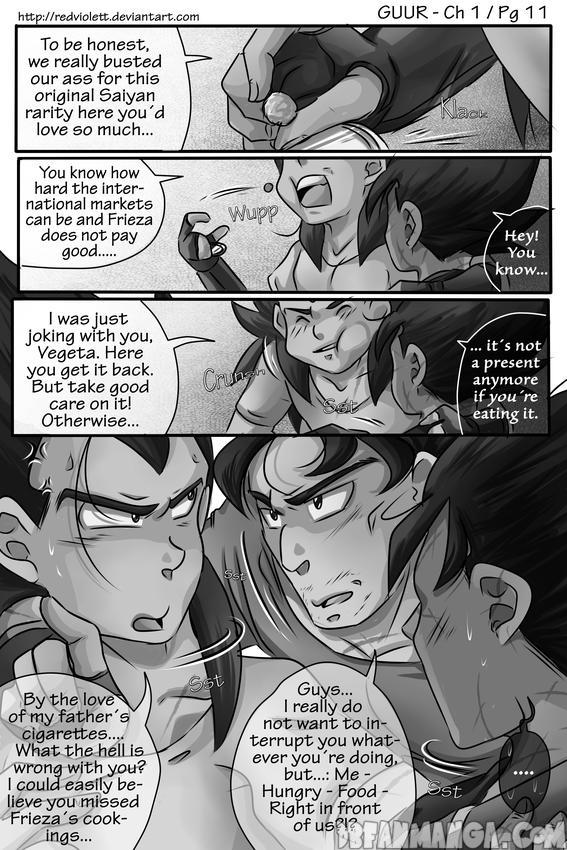 http://redviolett.deviantart.com
GUUR - Ch 1 / Pg 11
To be honest,
we really busted
our ass for this
original Saiyan
rarity here you´d
love so much...
Klack
You know how
hard the inter-
national markets
can be and Frieza
does not pay
good.....
Wupp
Hey!
You
know...
I was just
joking with you,
Vegeta. Here
you get it back.
But take good
care on it!
Otherwise...
Crunsh
Sst
... it´s not
a present
anymore
if you´re
eating it.
Sst
Sst
By the love
of my father´s
cigarettes....
What the hell is
wrong with you?
I could easily be-
lieve you missed
Frieza´s cook-
ings...
Guys...
I really do
not want to in-
terrupt you what-
ever you´re doing,
but...: Me -
Hungry - Food -
Right in front
of us?!?
Sst
....
DBFANMANGA.COM